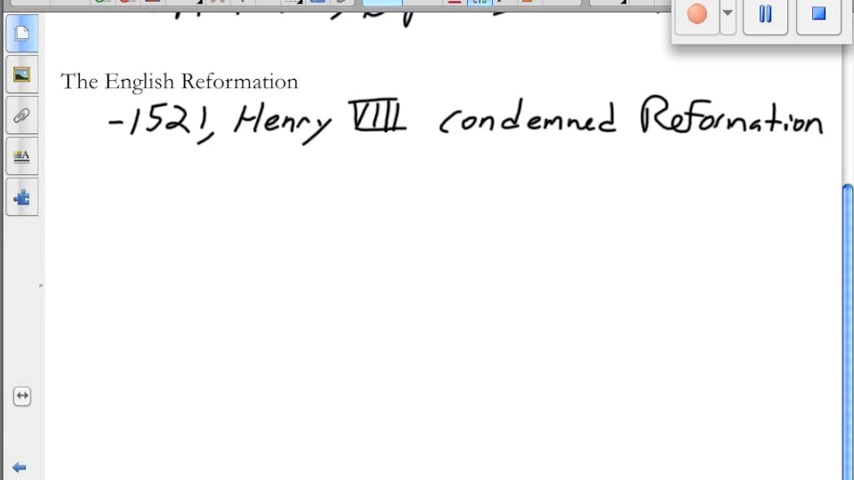 The English Reformation
-1521, Henry VIII condemned Reformation